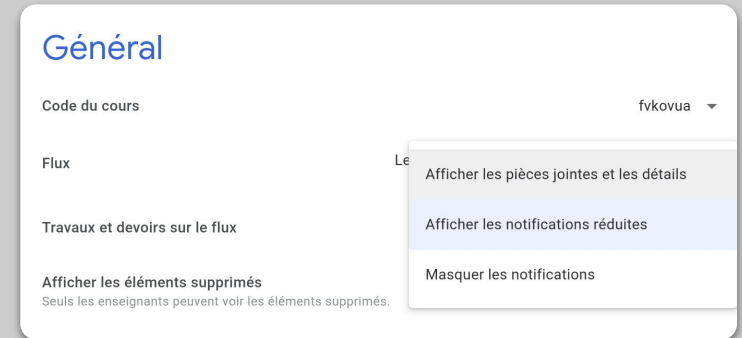 Général
Code du cours fvkovua
Flux Le
Afficher les pièces jointes et les détails
Travaux et devoirs sur le flux
Afficher les notifications réduites
Afficher les éléments supprimés
Masquer les notifications
Seuls les enseignants peuvent voir les éléments supprimés.